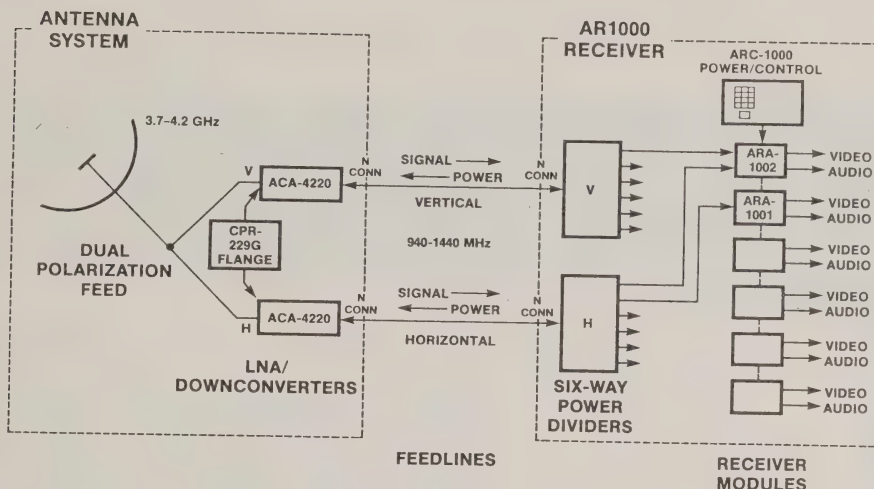 ANTENNA
SYSTEM
3.7–4.2 GHz
DUAL
POLARIZATION
FEED
V
ACA-4220
CPR-
229G
FLANGE
ACA-4220
H
LNA/
DOWNCONVERTERS
N
CONN
SIGNAL
POWER
VERTICAL
N
CONN
940-1440 MHz
N
CONN
SIGNAL
POWER
HORIZONTAL
N
CONN
FEEDLINES
AR1000
RECEIVER
ARC-1000
POWER/CONTROL
V
H
SIX-WAY
POWER
DIVIDERS
ARA-
1002
VIDEO
AUDIO
ARA-
1001
VIDEO
AUDIO
VIDEO
AUDIO
VIDEO
AUDIO
VIDEO
AUDIO
VIDEO
AUDIO
RECEIVER
MODULES